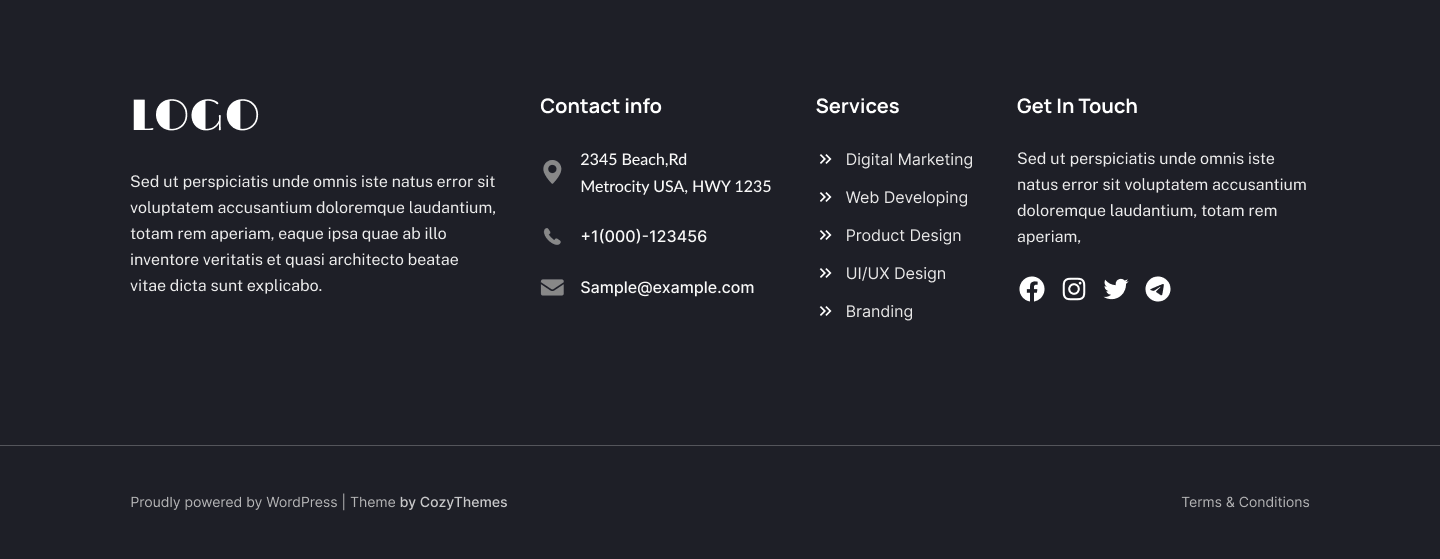 LOGO
Sed ut perspiciatis unde omnis iste natus error sit
voluptatem accusantium doloremque laudantium,
totam rem aperiam, eaque ipsa quae ab illo
inventore veritatis et quasi architecto beatae
vitae dicta sunt explicabo.
Contact info
2345 Beach,Rd
Metrocity USA, HWY 1235
+1(000)-123456
Sample@example.com
Services
Digital Marketing
Web Developing
Product Design
UI/UX Design
Branding
Get In Touch
Sed ut perspiciatis unde omnis iste
natus error sit voluptatem accusantium
doloremque laudantium, totam rem
aperiam,
Proudly powered by WordPress | Theme by CozyThemes
Terms & Conditions